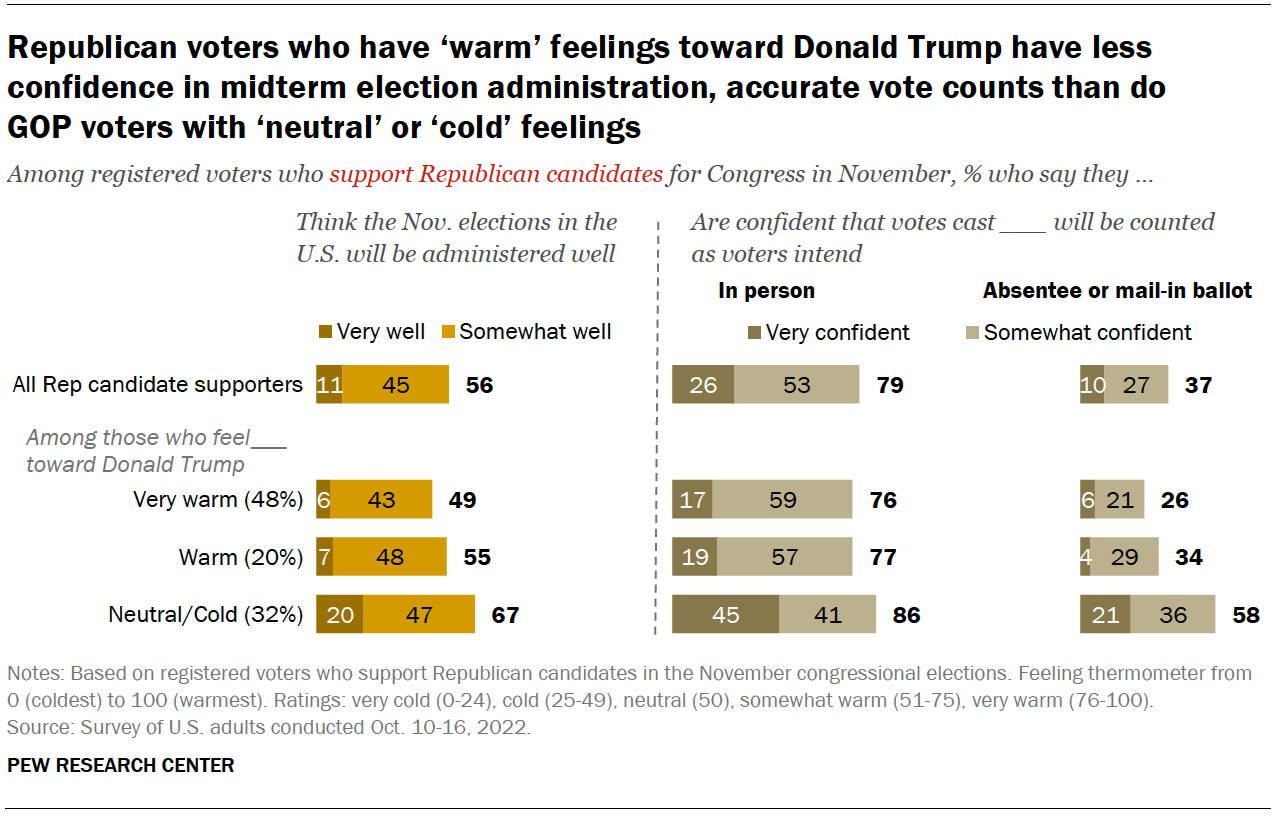 Republican voters who have ‘warm’ feelings toward Donald Trump have less
confidence in midterm election administration, accurate vote counts than do
GOP voters with ‘neutral’ or ‘cold’ feelings
Among registered voters who support Republican candidates for Congress in November, % who say they ...
Think the Nov. elections in the
U.S. will be administered well
Are confident that votes cast ___ will be counted
as voters intend
In person
Absentee or mail-in ballot
Very well Somewhat well
Very confident Somewhat confident
All Rep candidate supporters 11 45 56 26 53 79 10 27 37
Among those who feel___
toward Donald Trump
Very warm (48%) 6 43 49 17 59 76 6 21 26
Warm (20%) 7 48 55 19 57 77 4 29 34
Neutral/Cold (32%) 20 47 67 45 41 86 21 36 58
Notes: Based on registered voters who support Republican candidates in the November congressional elections. Feeling thermometer from
0 (coldest) to 100 (warmest). Ratings: very cold (0-24), cold (25-49), neutral (50), somewhat warm (51-75), very warm (76-100).
Source: Survey of U.S. adults conducted Oct. 10-16, 2022.
PEW RESEARCH CENTER